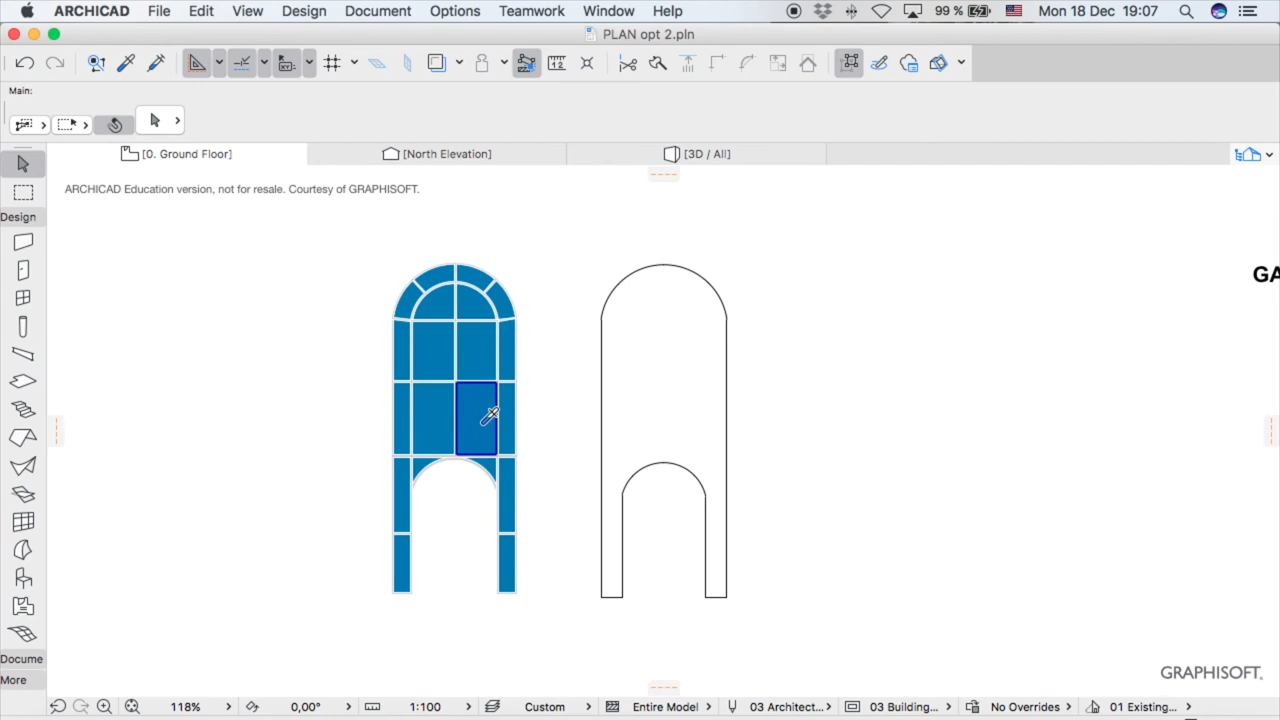 ARCHICAD File Edit View Design Document Options Teamwork Window Help 99 % Mon 18 Dec 19:07
PLAN opt 2.pln
Main:
[0. Ground Floor] [North Elevation] [3D / All]
ARCHICAD Education version, not for resale. Courtesy of GRAPHISOFT.
Design
GA
Docume
More
GRAPHISOFT.
118% 0,00° 1:100 Custom Entire Model 03 Architect... 03 Building... No Overrides 01 Existing...